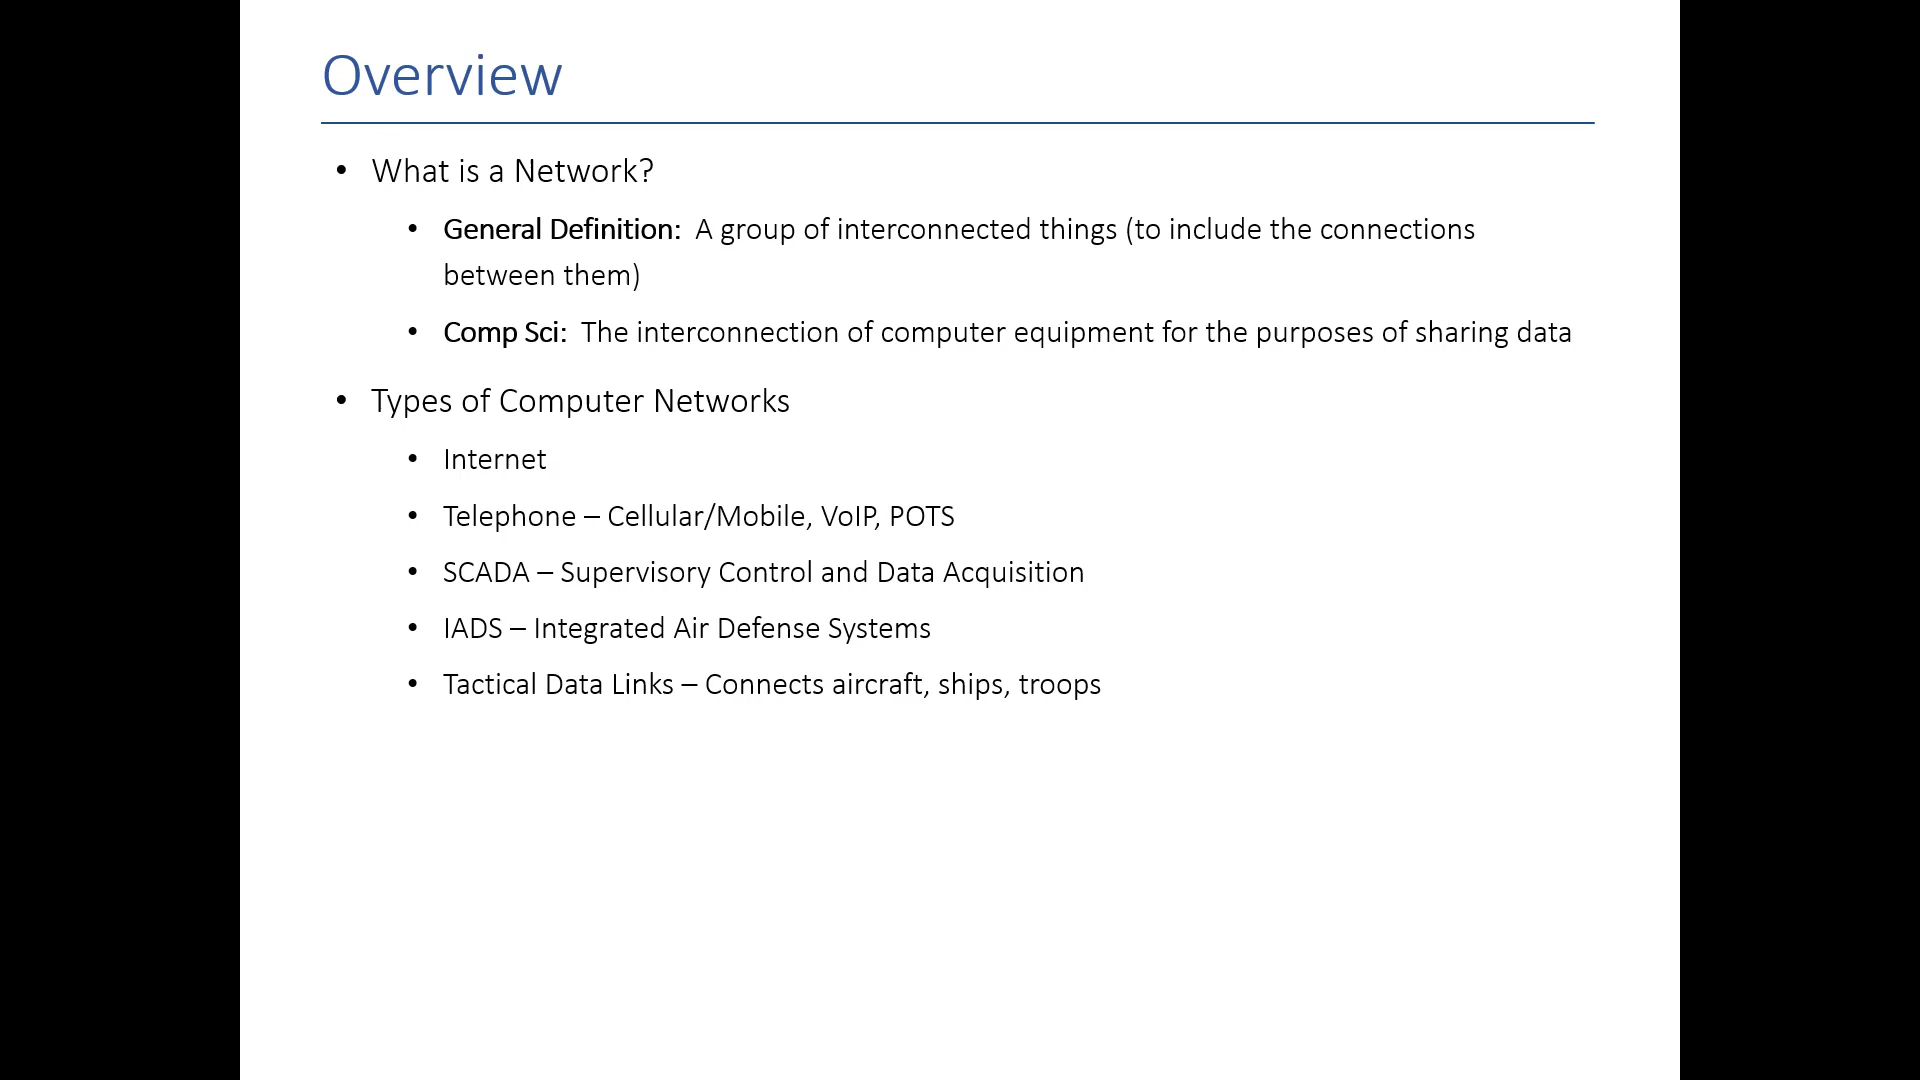 Overview
• What is a Network?
• General Definition: A group of interconnected things (to include the connections
between them)
• Comp Sci: The interconnection of computer equipment for the purposes of sharing data
• Types of Computer Networks
• Internet
• Telephone – Cellular/Mobile, VoIP, POTS
• SCADA – Supervisory Control and Data Acquisition
• IADS – Integrated Air Defense Systems
• Tactical Data Links – Connects aircraft, ships, troops